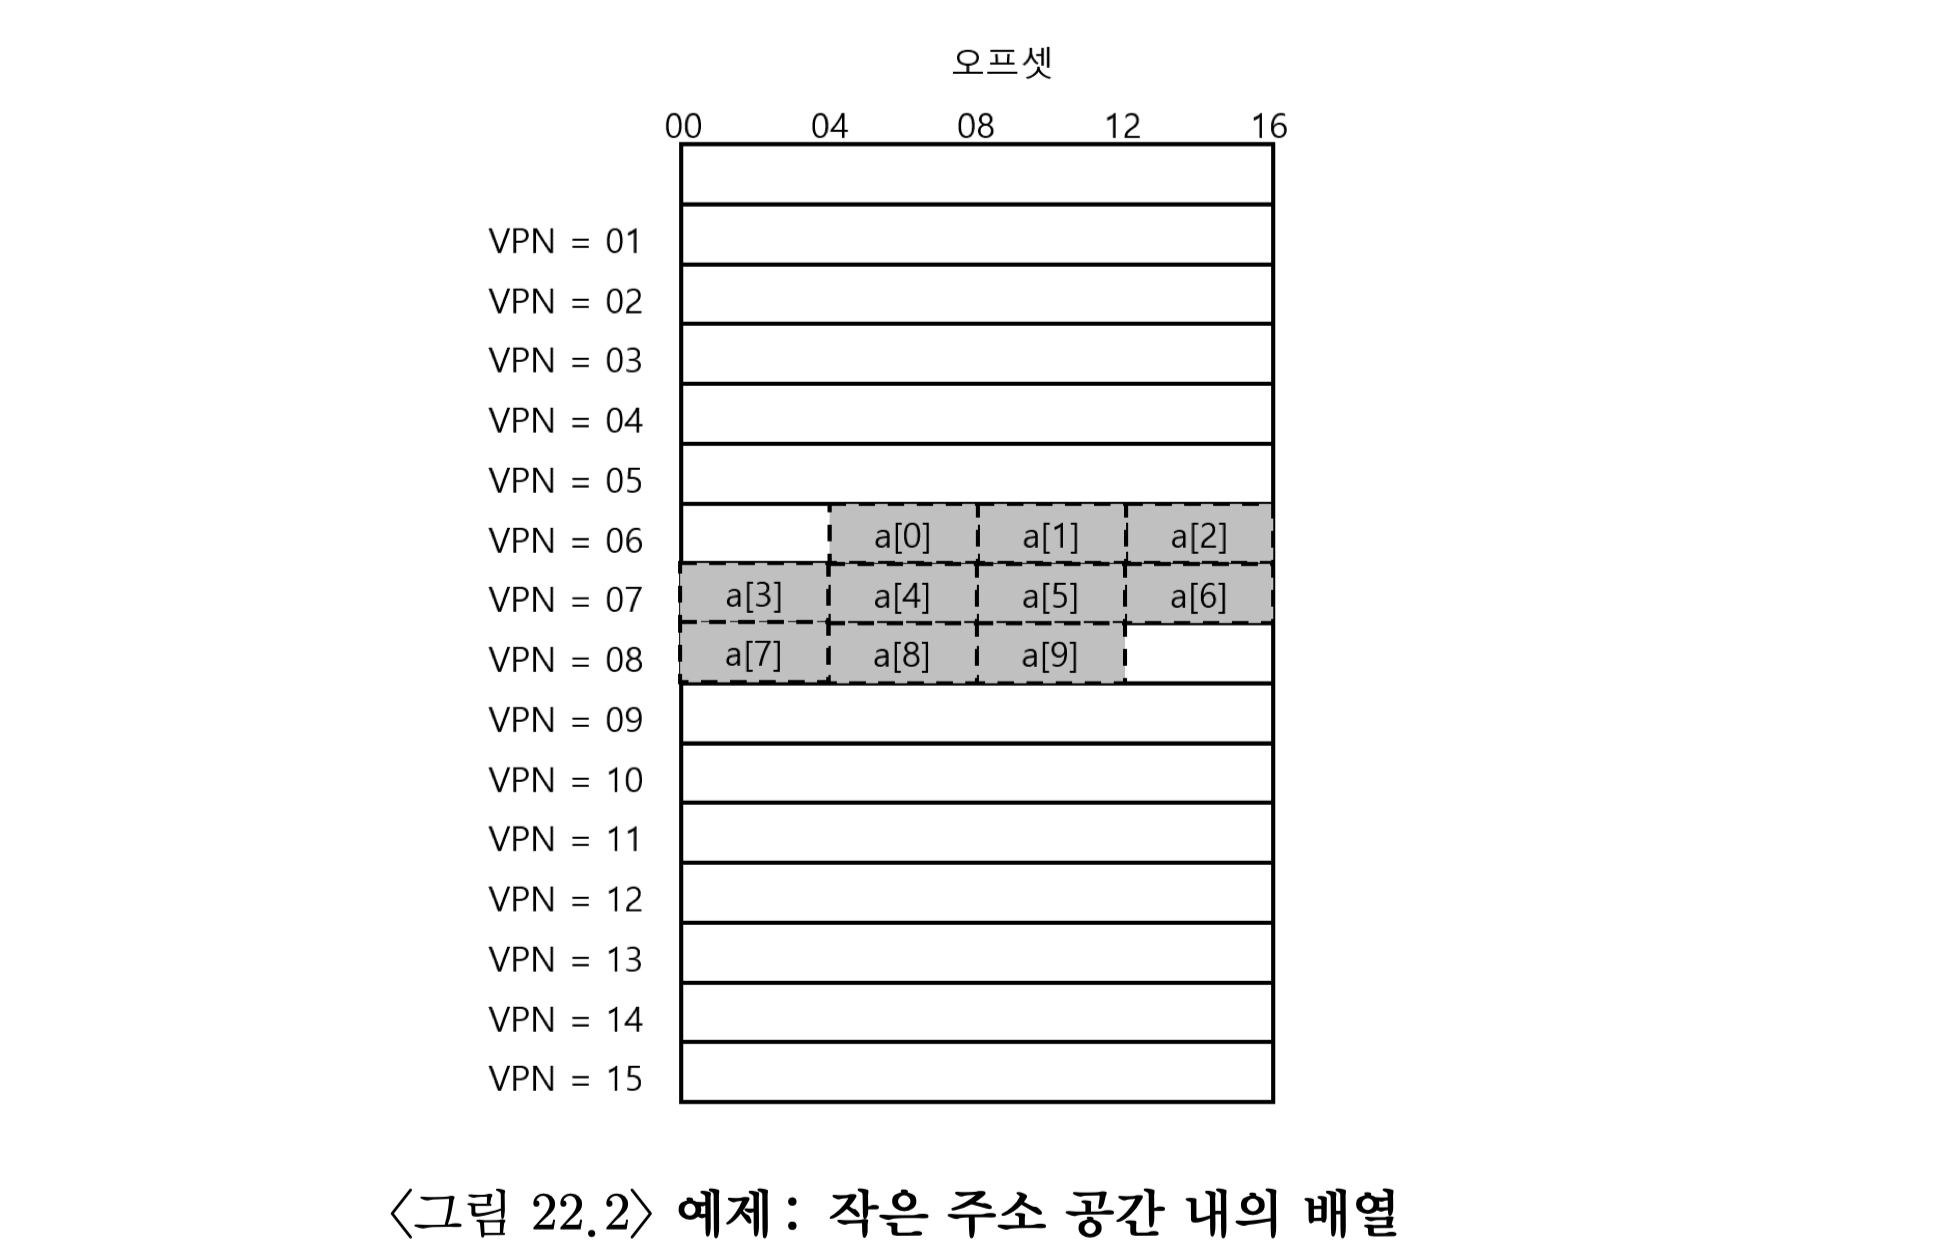 오프셋
00 04 08 12 16
VPN = 01
VPN = 02
VPN = 03
VPN = 04
VPN = 05
VPN = 06 a[0] a[1] a[2]
VPN = 07 a[3] a[4] a[5] a[6]
VPN = 08 a[7] a[8] a[9]
VPN = 09
VPN = 10
VPN = 11
VPN = 12
VPN = 13
VPN = 14
VPN = 15
〈그림 22.2〉 예제: 작은 주소 공간 내의 배열